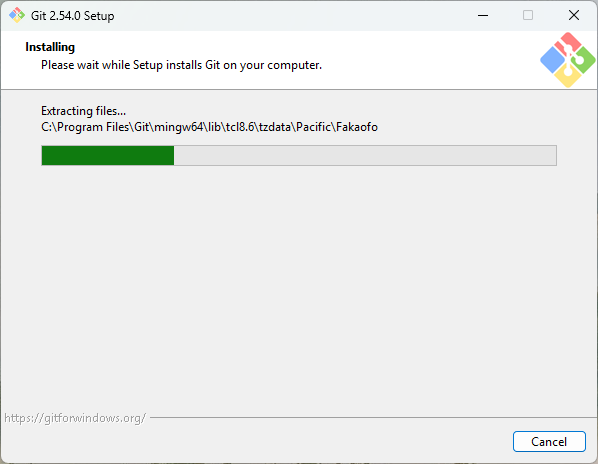 Git 2.54.0 Setup
Installing
Please wait while Setup installs Git on your computer.
Extracting files...
C:\Program Files\Git\mingw64\lib\tcl8.6\tzdata\Pacific\Fakaofo
https://gitforwindows.org/
Cancel